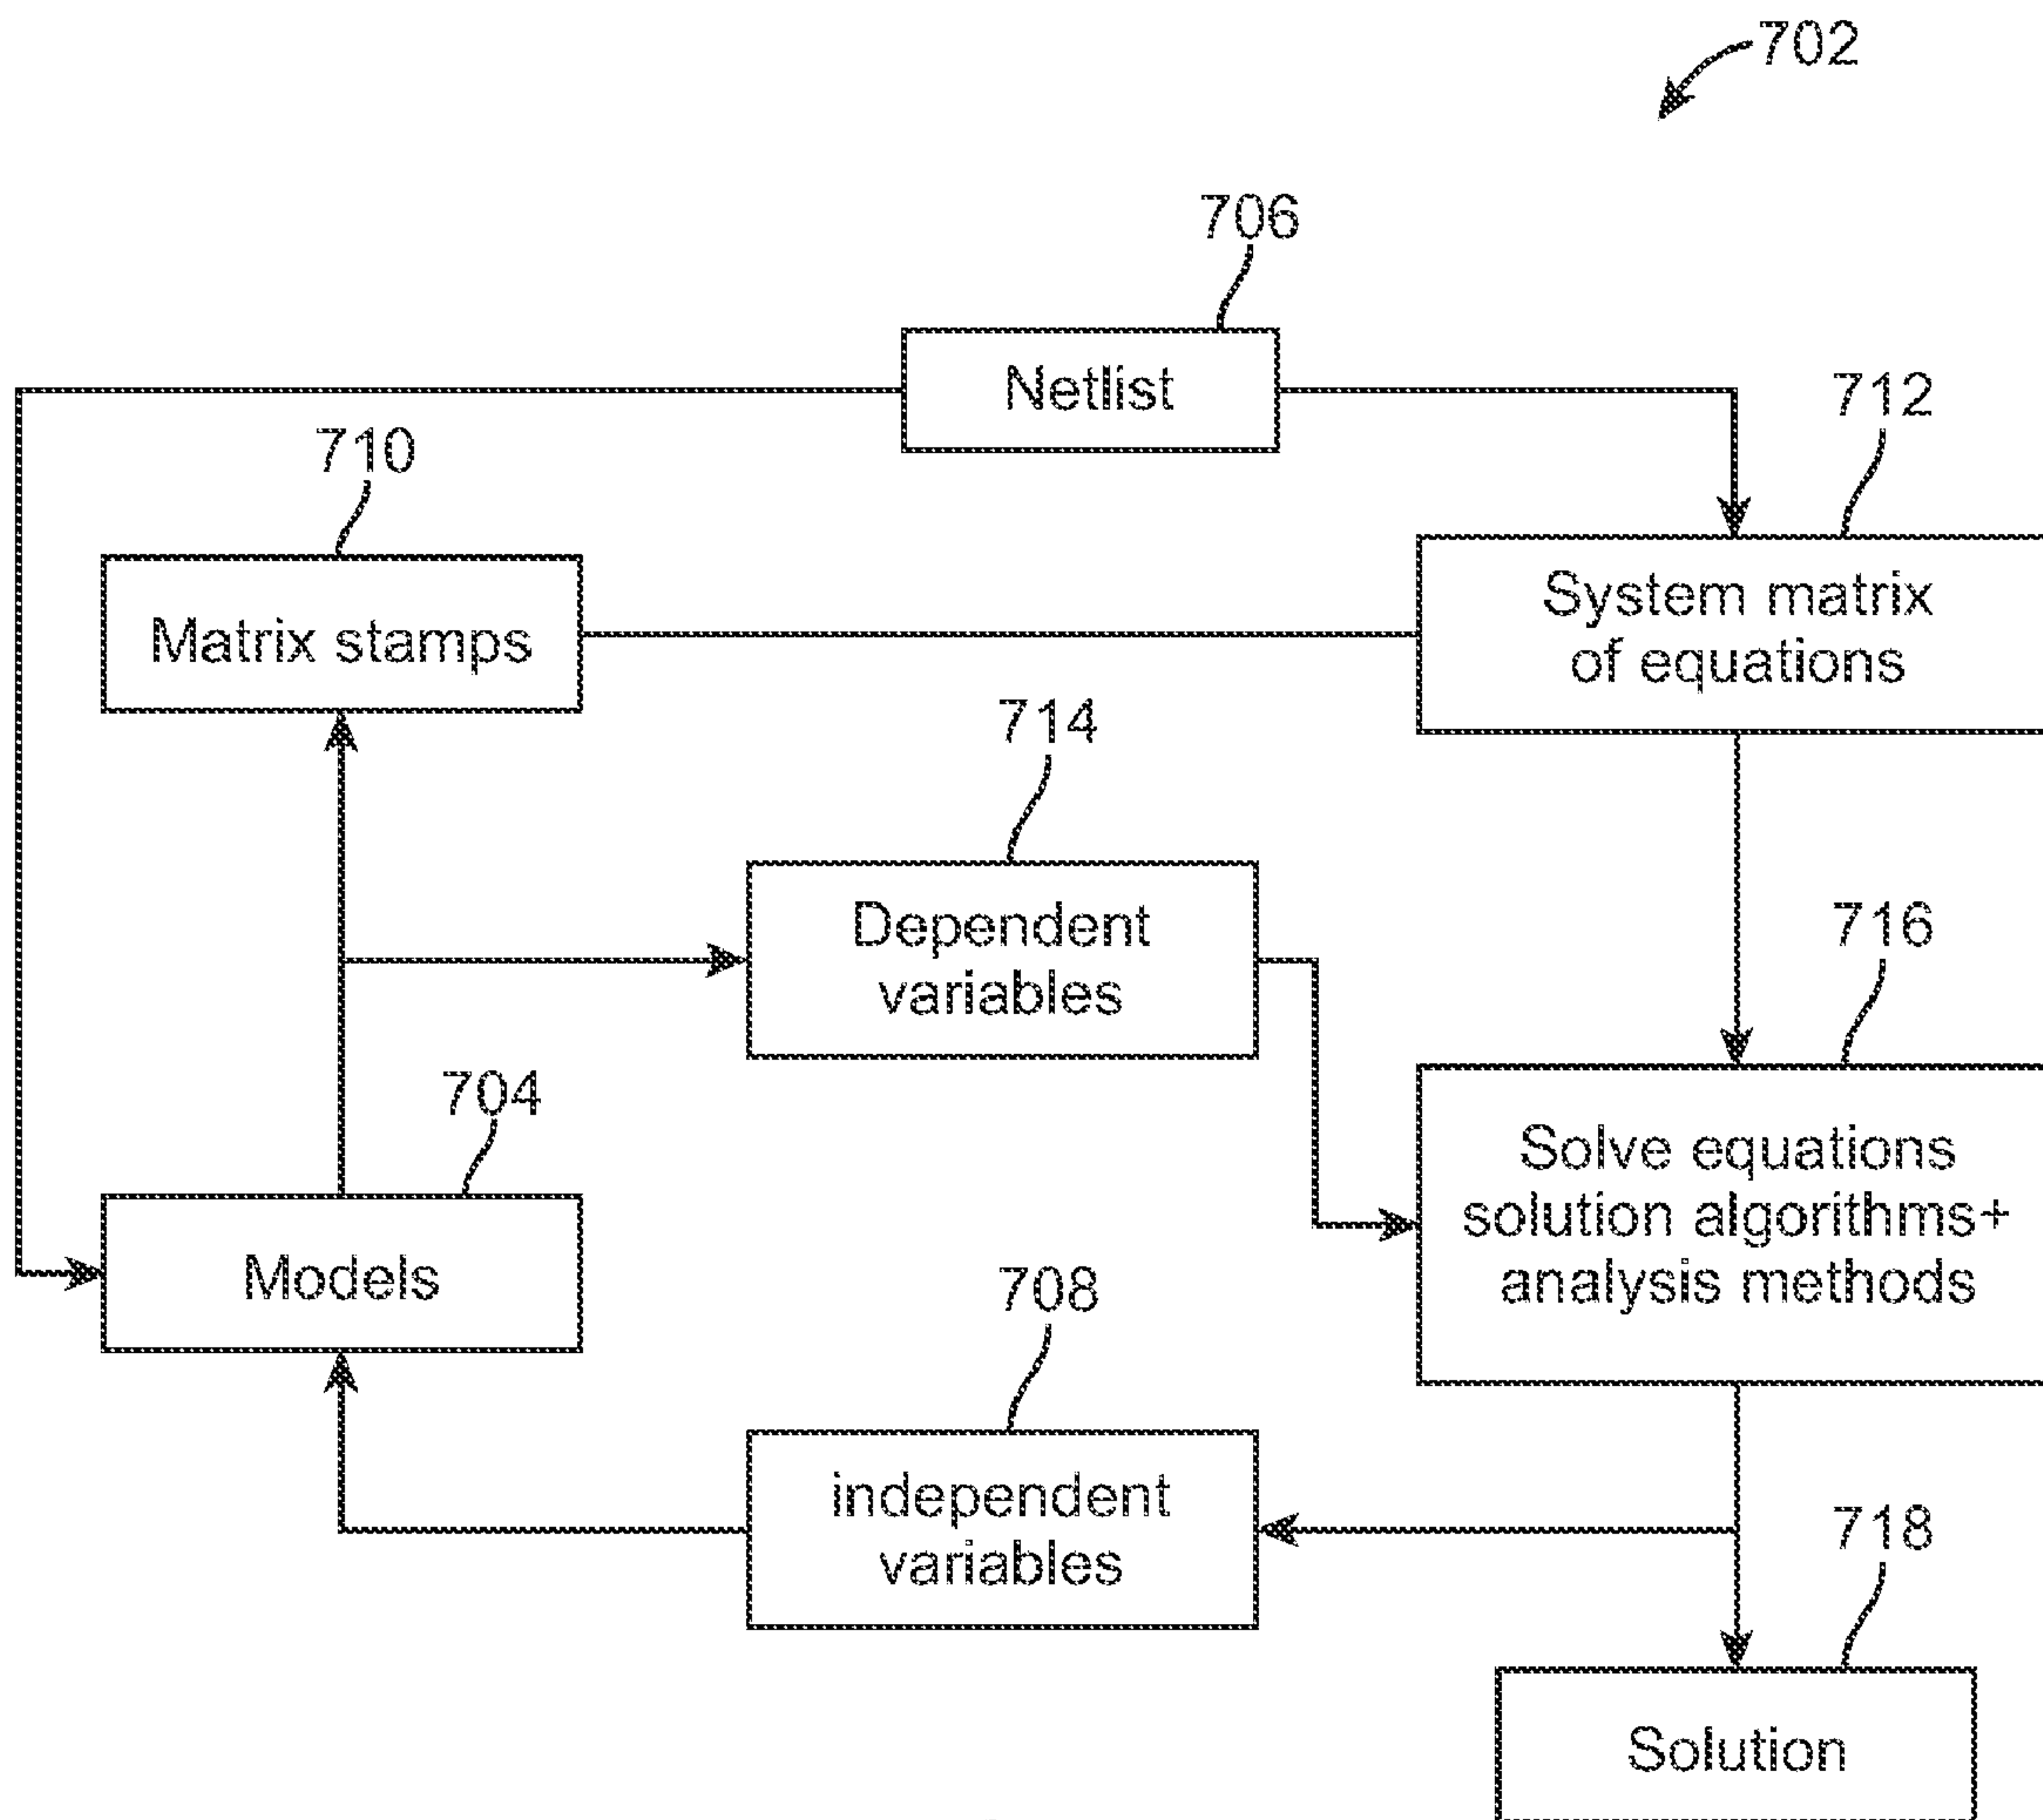 702
706
Netlist
712
710
System matrix
of equations
Matrix stamps
714
Dependent
variables
716
704
Solve equations
solution algorithms+
analysis methods
Models
708
independent
variables
718
Solution